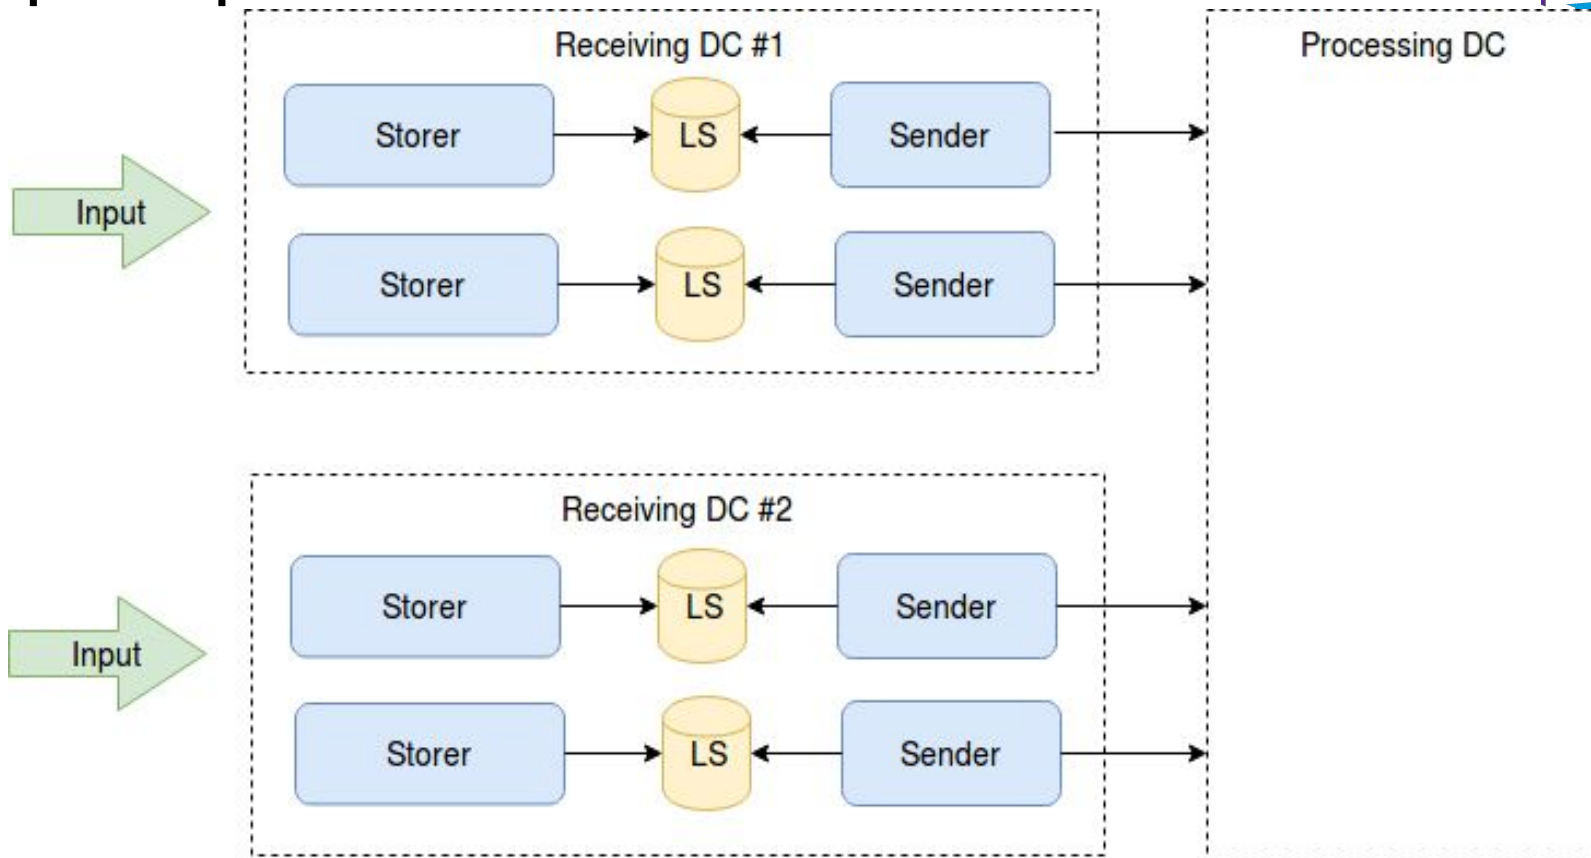 Receiving DC #1
Processing DC
Storer
LS
Sender
Input
Storer
LS
Sender
Receiving DC #2
Storer
LS
Sender
Input
Storer
LS
Sender